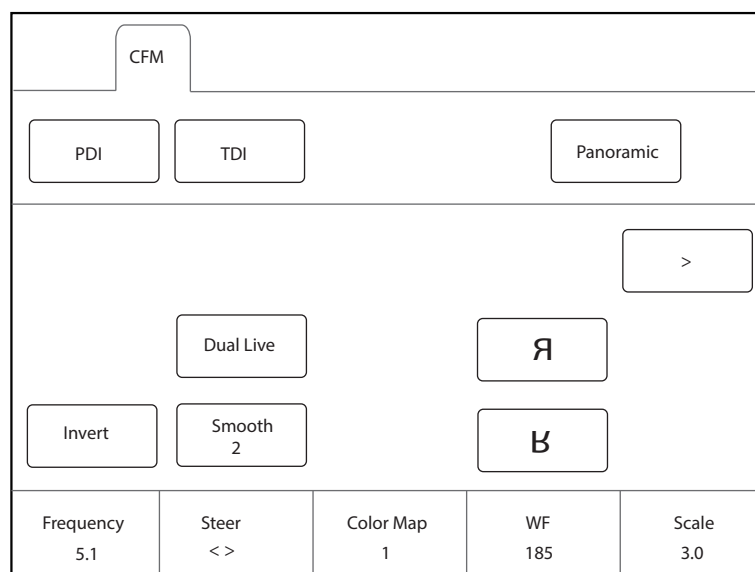 CFM
PDI
TDI
Panoramic
>
Dual Live
Я
Invert
Smooth
2
ʁ
Frequency
5.1
Steer
< >
Color Map
1
WF
185
Scale
3.0